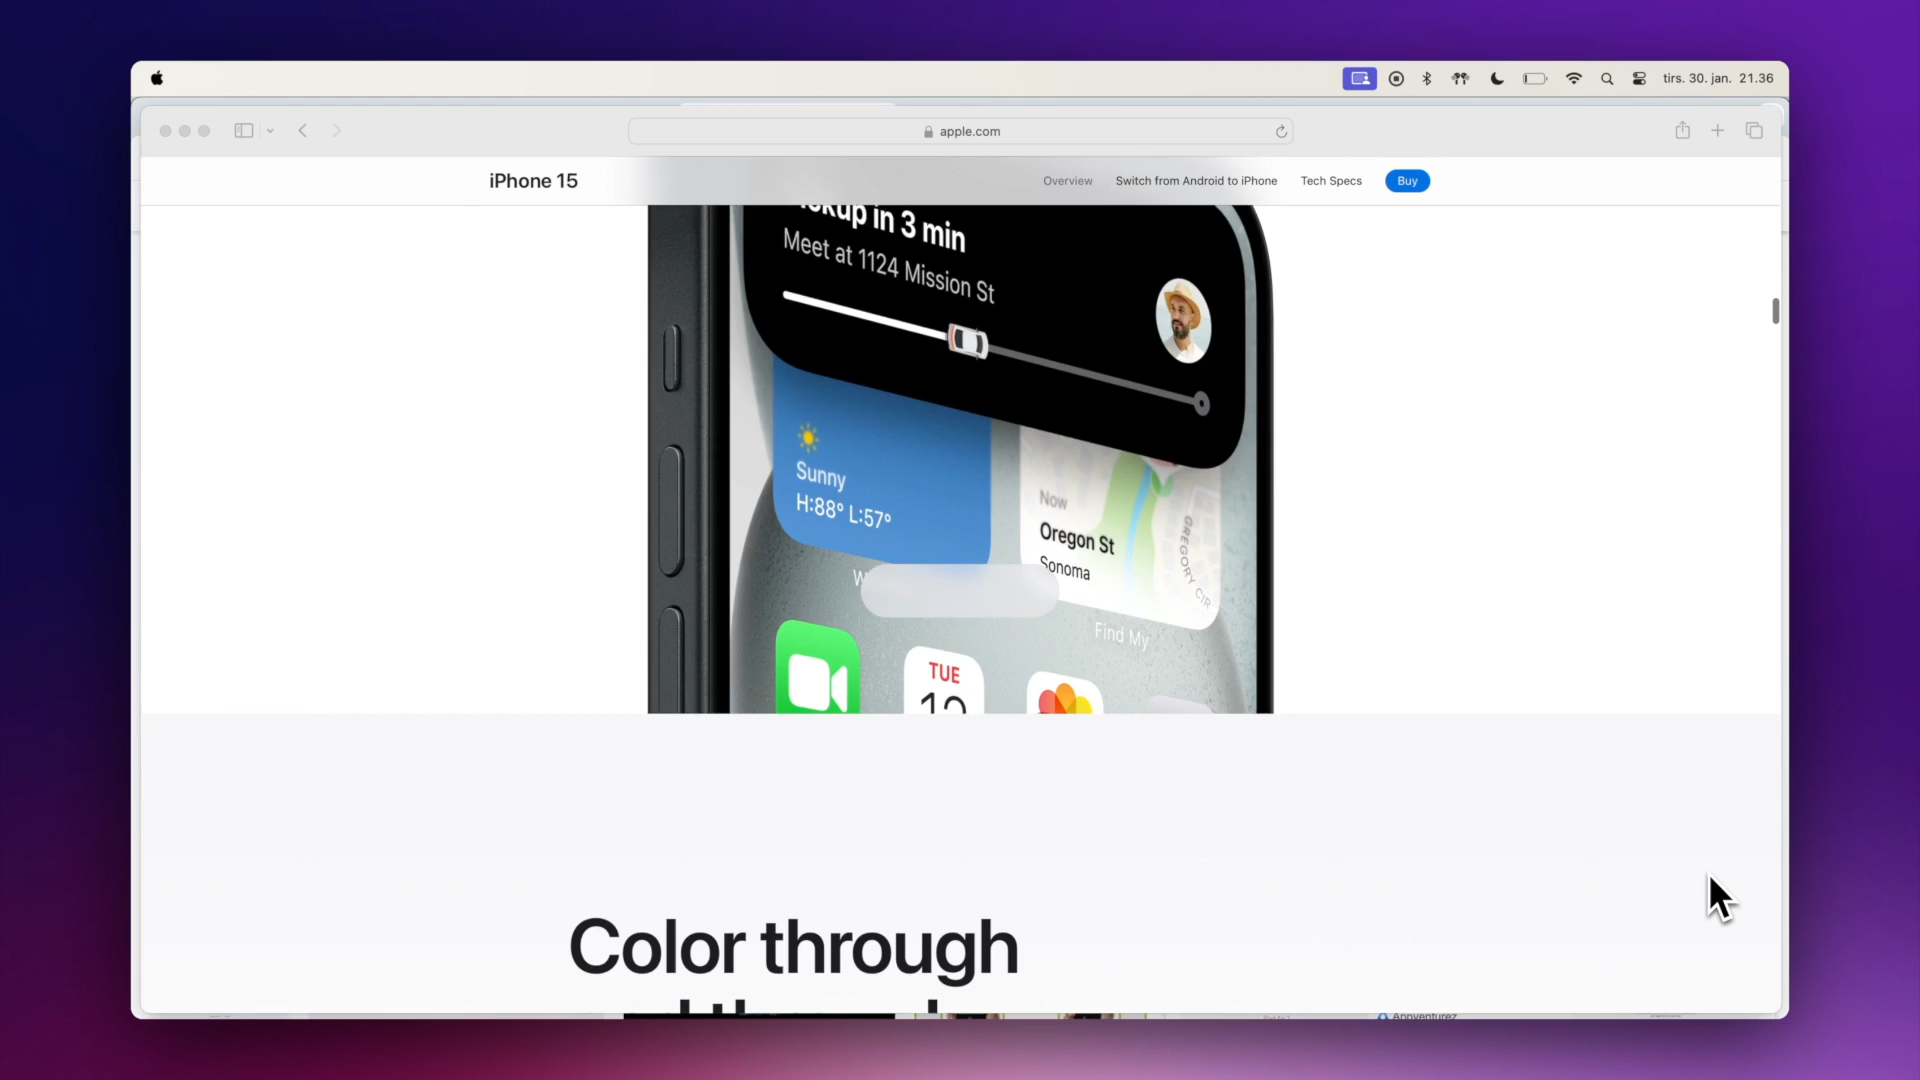 tirs. 30. jan. 21.36
apple.com
iPhone 15
Overview
Switch from Android to iPhone
Tech Specs
Buy
in 3 min
Meet at 1124 Mission St
Sunny
H:88° L:57°
Now
Oregon St
Sonoma
GREGORY CIR
Find My
TUE
Color through
Appventurez